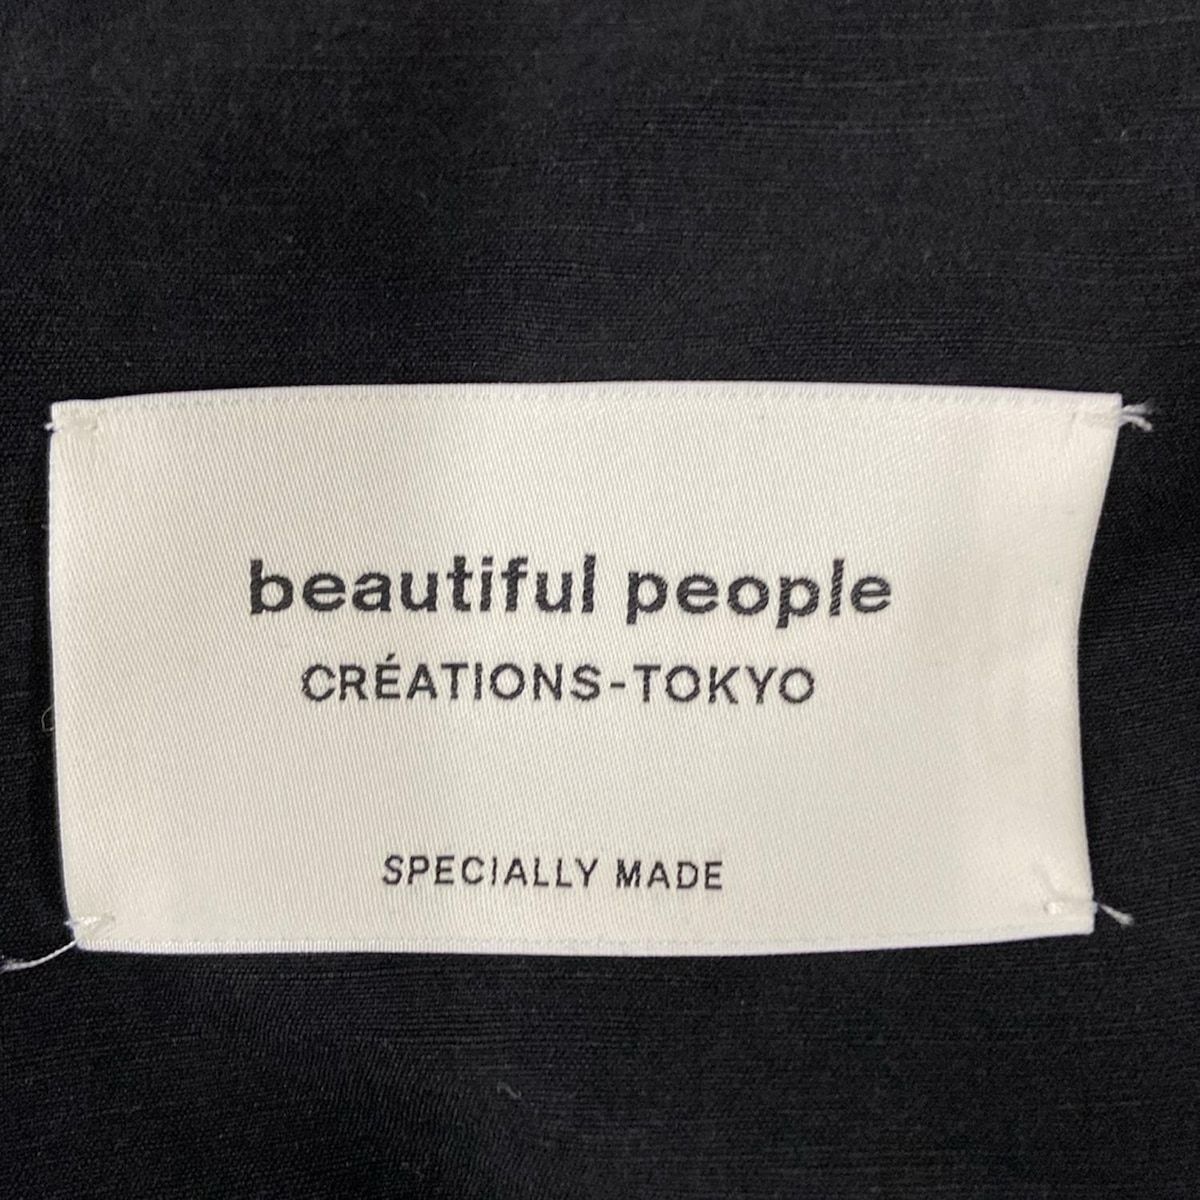 beautiful people
CRÉATIONS-TOKYO
SPECIALLY MADE